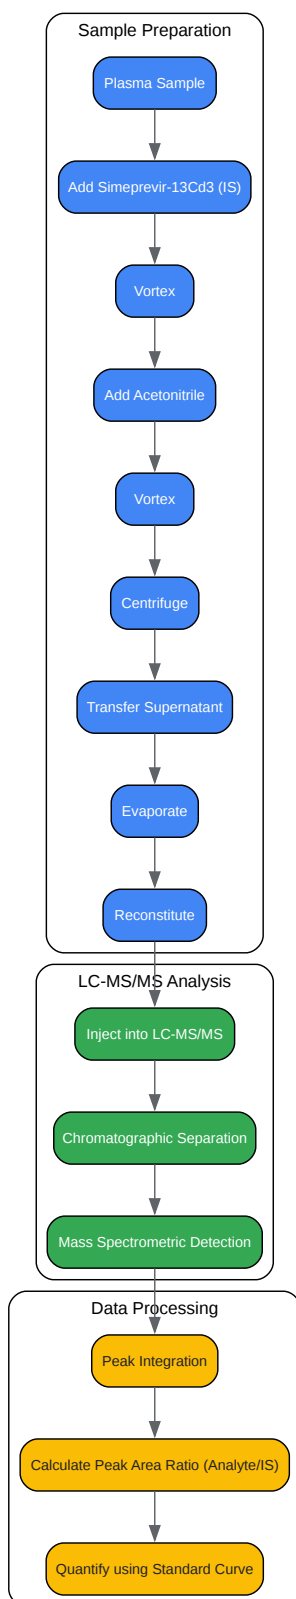 Sample Preparation
Plasma Sample
Add Simeprevir-13Cd3 (IS)
Vortex
Add Acetonitrile
Vortex
Centrifuge
Transfer Supernatant
Evaporate
Reconstitute
LC-MS/MS Analysis
Inject into LC-MS/MS
Chromatographic Separation
Mass Spectrometric Detection
Data Processing
Peak Integration
Calculate Peak Area Ratio (Analyte/IS)
Quantify using Standard Curve